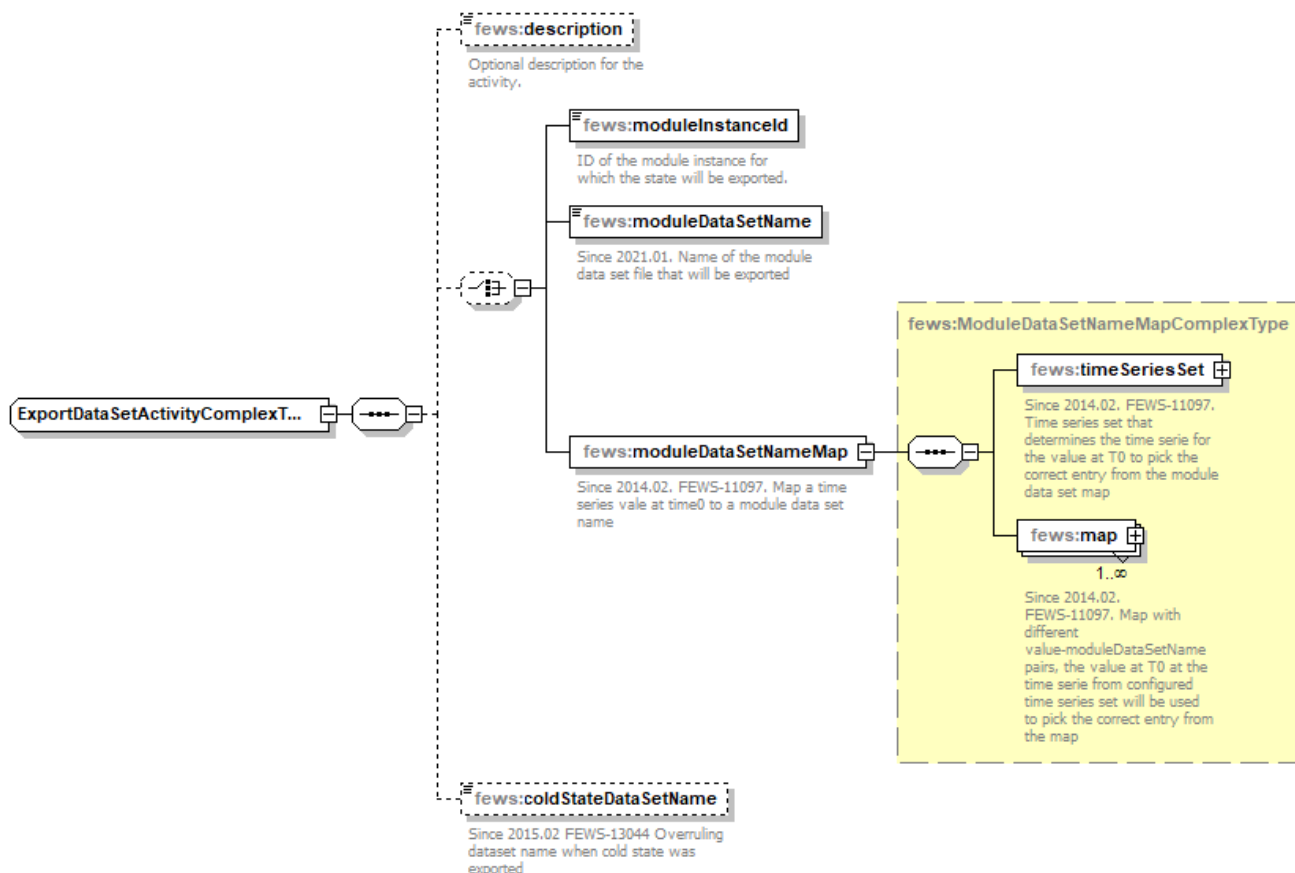 fews:description
Optional description for the
activity.
fews:moduleInstanceId
ID of the module instance for
which the state will be exported.
fews:moduleDataSetName
Since 2021.01. Name of the module
data set file that will be exported
fews:ModuleDataSetNameMapComplexType
fews:timeSeriesSet
Since 2014.02. FEWS-11097.
Time series set that
determines the time serie for
the value at T0 to pick the
correct entry from the module
data set map
ExportDataSetActivityComplexT...
fews:moduleDataSetNameMap
Since 2014.02. FEWS-11097. Map a time
series vale at time0 to a module data set
name
fews:map
1..∞
Since 2014.02.
FEWS-11097. Map with
different
value-moduleDataSetName
pairs, the value at T0 at the
time serie from configured
time series set will be used
to pick the correct entry from
the map
fews:coldStateDataSetName
Since 2015.02 FEWS-13044 Overruling
dataset name when cold state was
exported